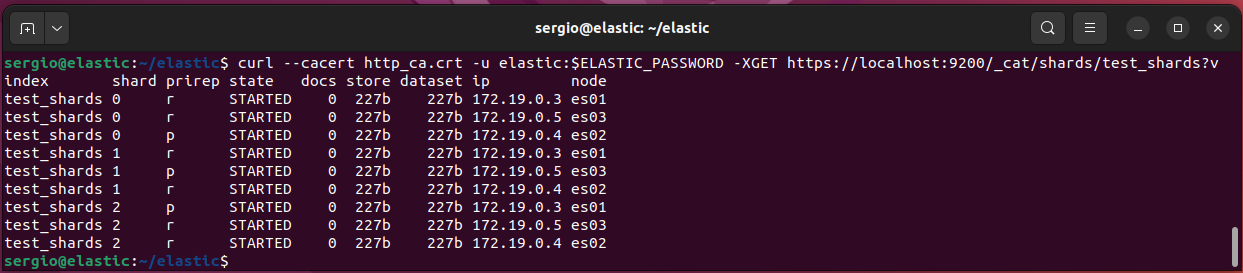 sergio@elastic: ~/elastic
sergio@elastic:~/elastic$ curl --cacert http_ca.crt -u elastic:$ELASTIC_PASSWORD -XGET https://localhost:9200/_cat/shards/test_shards?v
index       shard prirep state   docs store dataset ip         node
test_shards 0     r      STARTED    0  227b    227b 172.19.0.3 es01
test_shards 0     r      STARTED    0  227b    227b 172.19.0.5 es03
test_shards 0     p      STARTED    0  227b    227b 172.19.0.4 es02
test_shards 1     r      STARTED    0  227b    227b 172.19.0.3 es01
test_shards 1     p      STARTED    0  227b    227b 172.19.0.5 es03
test_shards 1     r      STARTED    0  227b    227b 172.19.0.4 es02
test_shards 2     p      STARTED    0  227b    227b 172.19.0.3 es01
test_shards 2     r      STARTED    0  227b    227b 172.19.0.5 es03
test_shards 2     r      STARTED    0  227b    227b 172.19.0.4 es02
sergio@elastic:~/elastic$